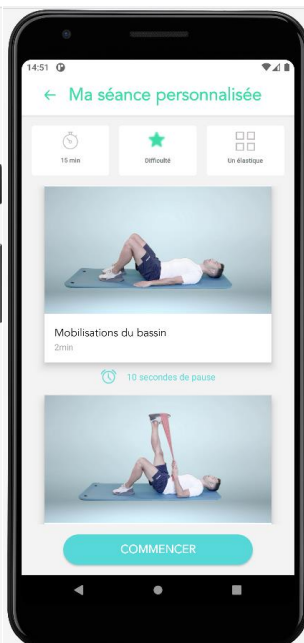 14:51
Ma séance personnalisée
15 min
Difficulté
Un élastique
Mobilisations du bassin
2min
10 secondes de pause
COMMENCER